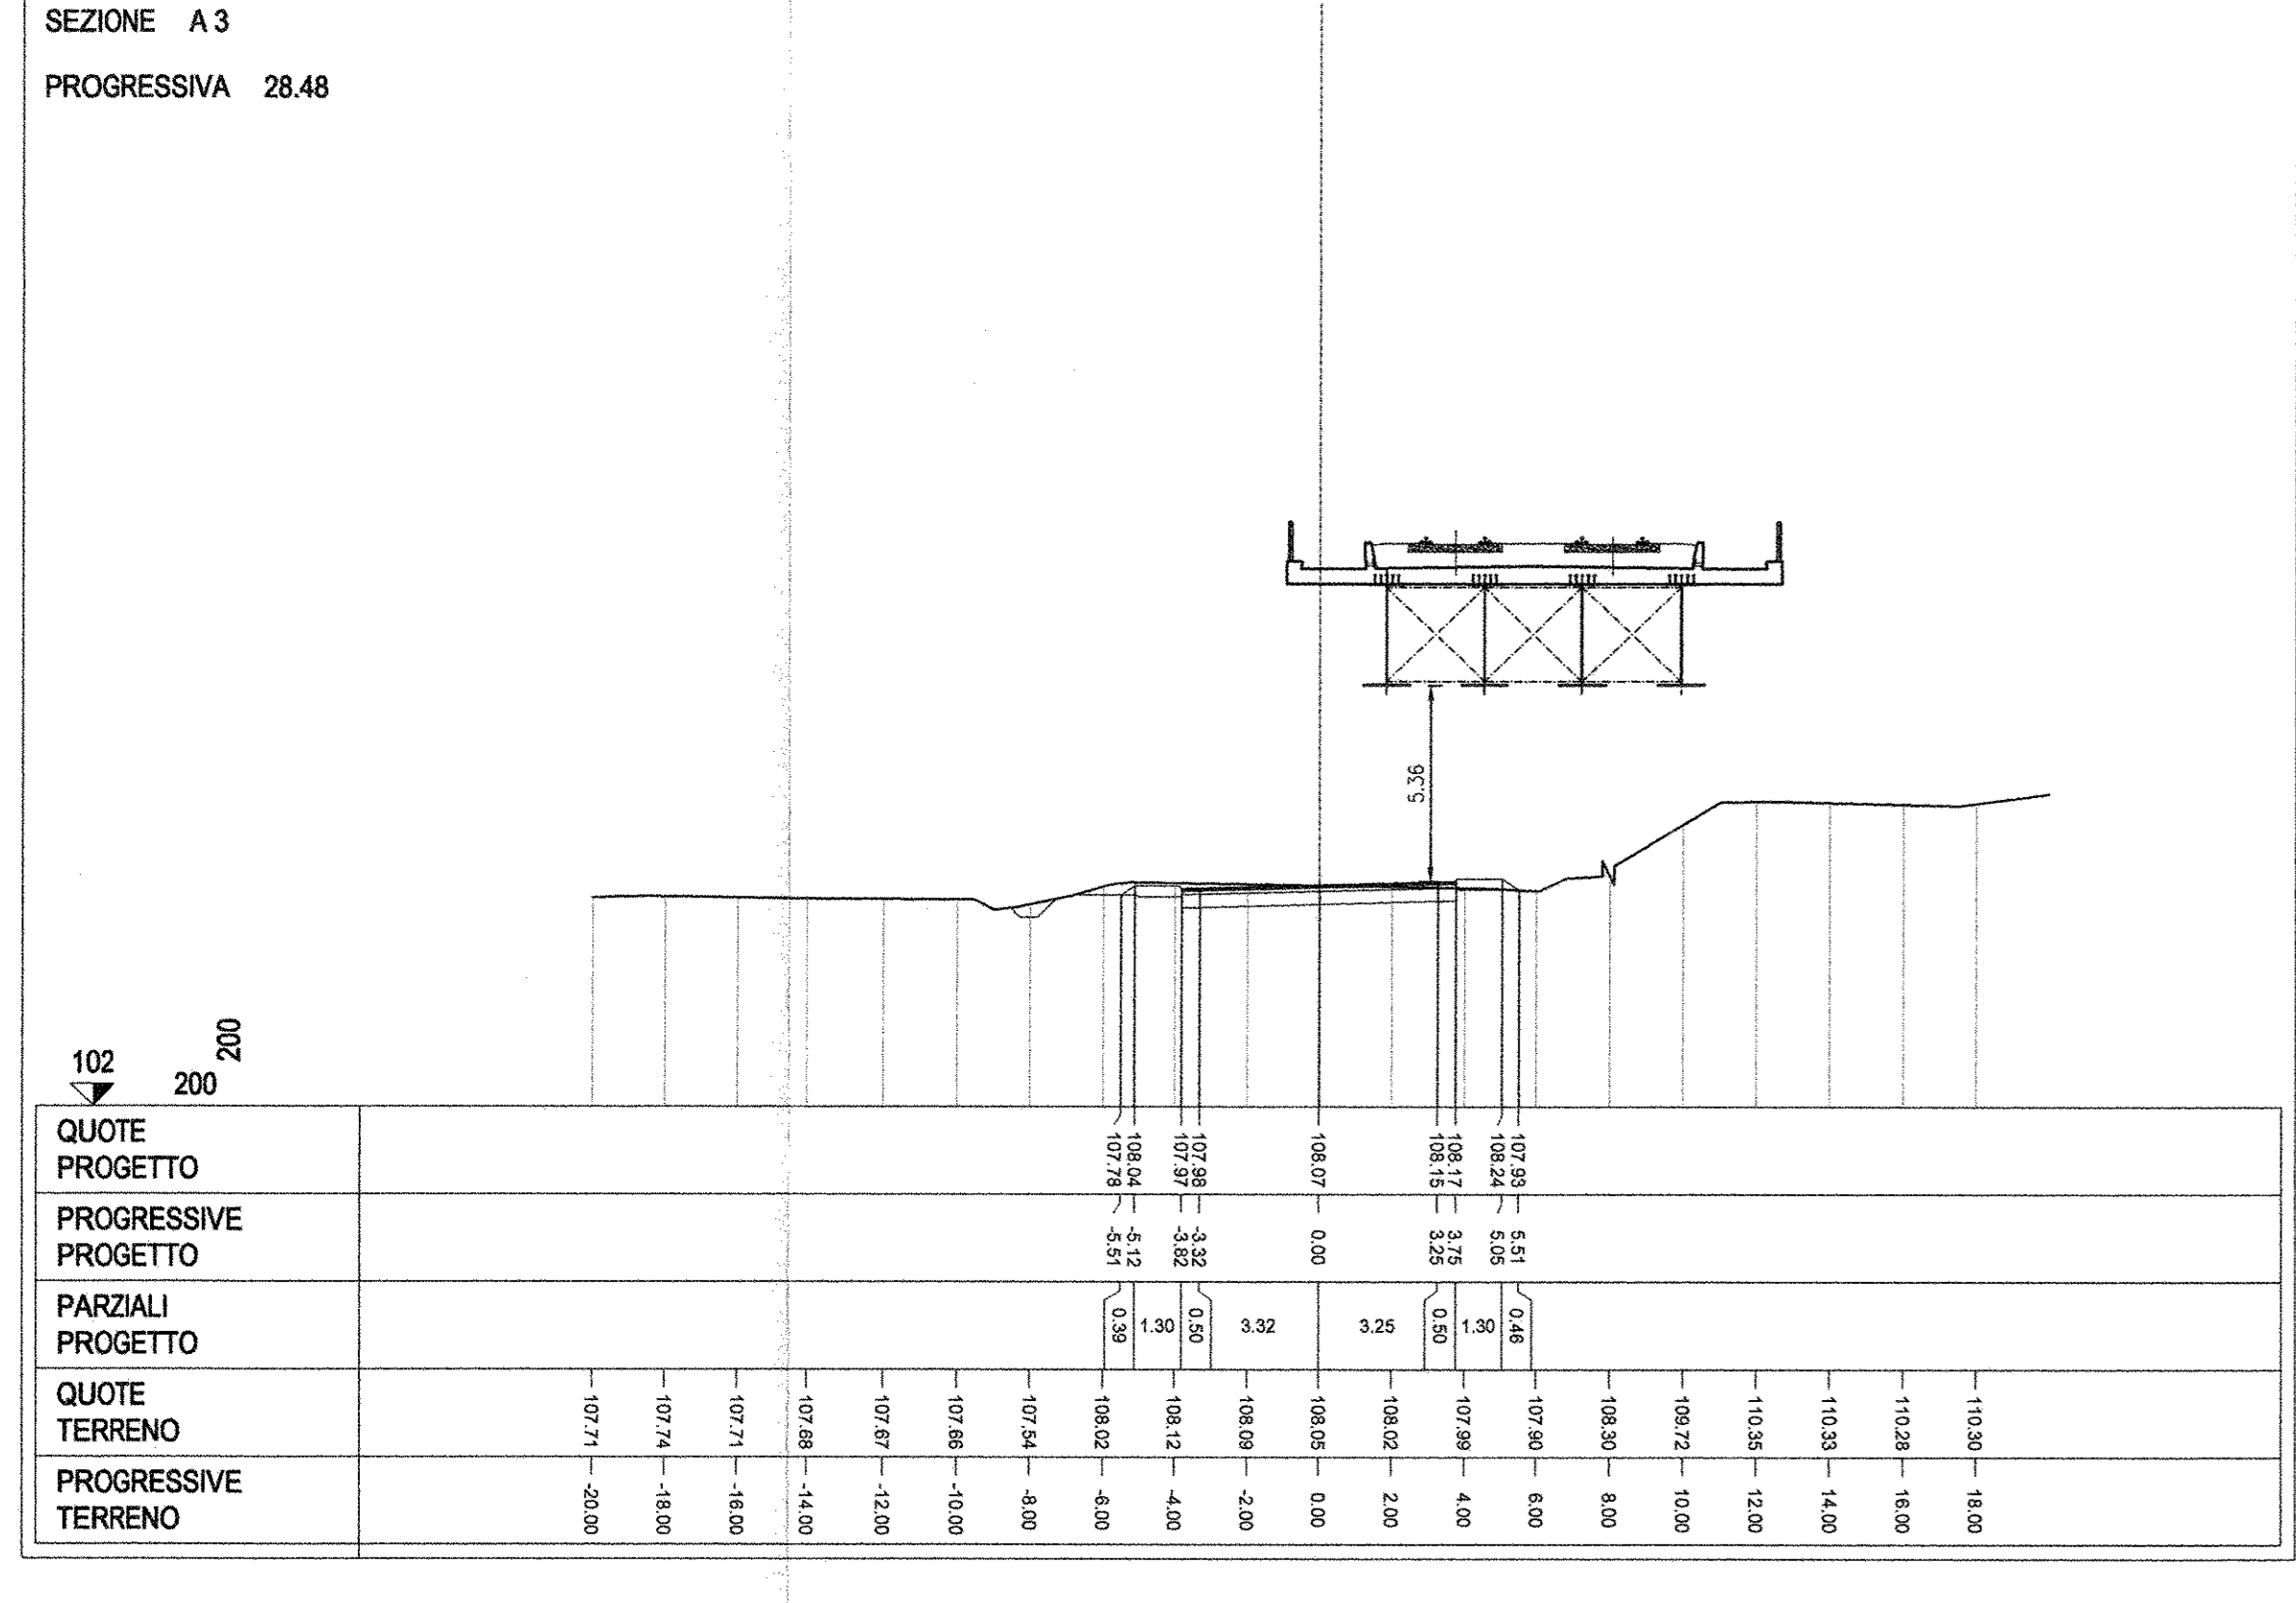 SEZIONE A 3
PROGRESSIVA 28.48
5.36
200
102
200
QUOTE
PROGETTO
107.78 108.04 107.97 107.98 108.07 108.15 108.17 108.24 107.93
PROGRESSIVE
PROGETTO
-5.51 -5.12 -3.82 -3.32 0.00 3.25 3.75 5.05 5.51
PARZIALI
PROGETTO
0.39 1.30 0.50 3.32 3.25 0.50 1.30 0.46
QUOTE
TERRENO
107.71 107.74 107.71 107.68 107.67 107.66 107.54 108.02 108.12 108.09 108.05 108.02 107.99 107.90 108.30 109.72 110.35 110.33 110.28 110.30
PROGRESSIVE
TERRENO
-20.00 -18.00 -16.00 -14.00 -12.00 -10.00 -8.00 -6.00 -4.00 -2.00 0.00 2.00 4.00 6.00 8.00 10.00 12.00 14.00 16.00 18.00